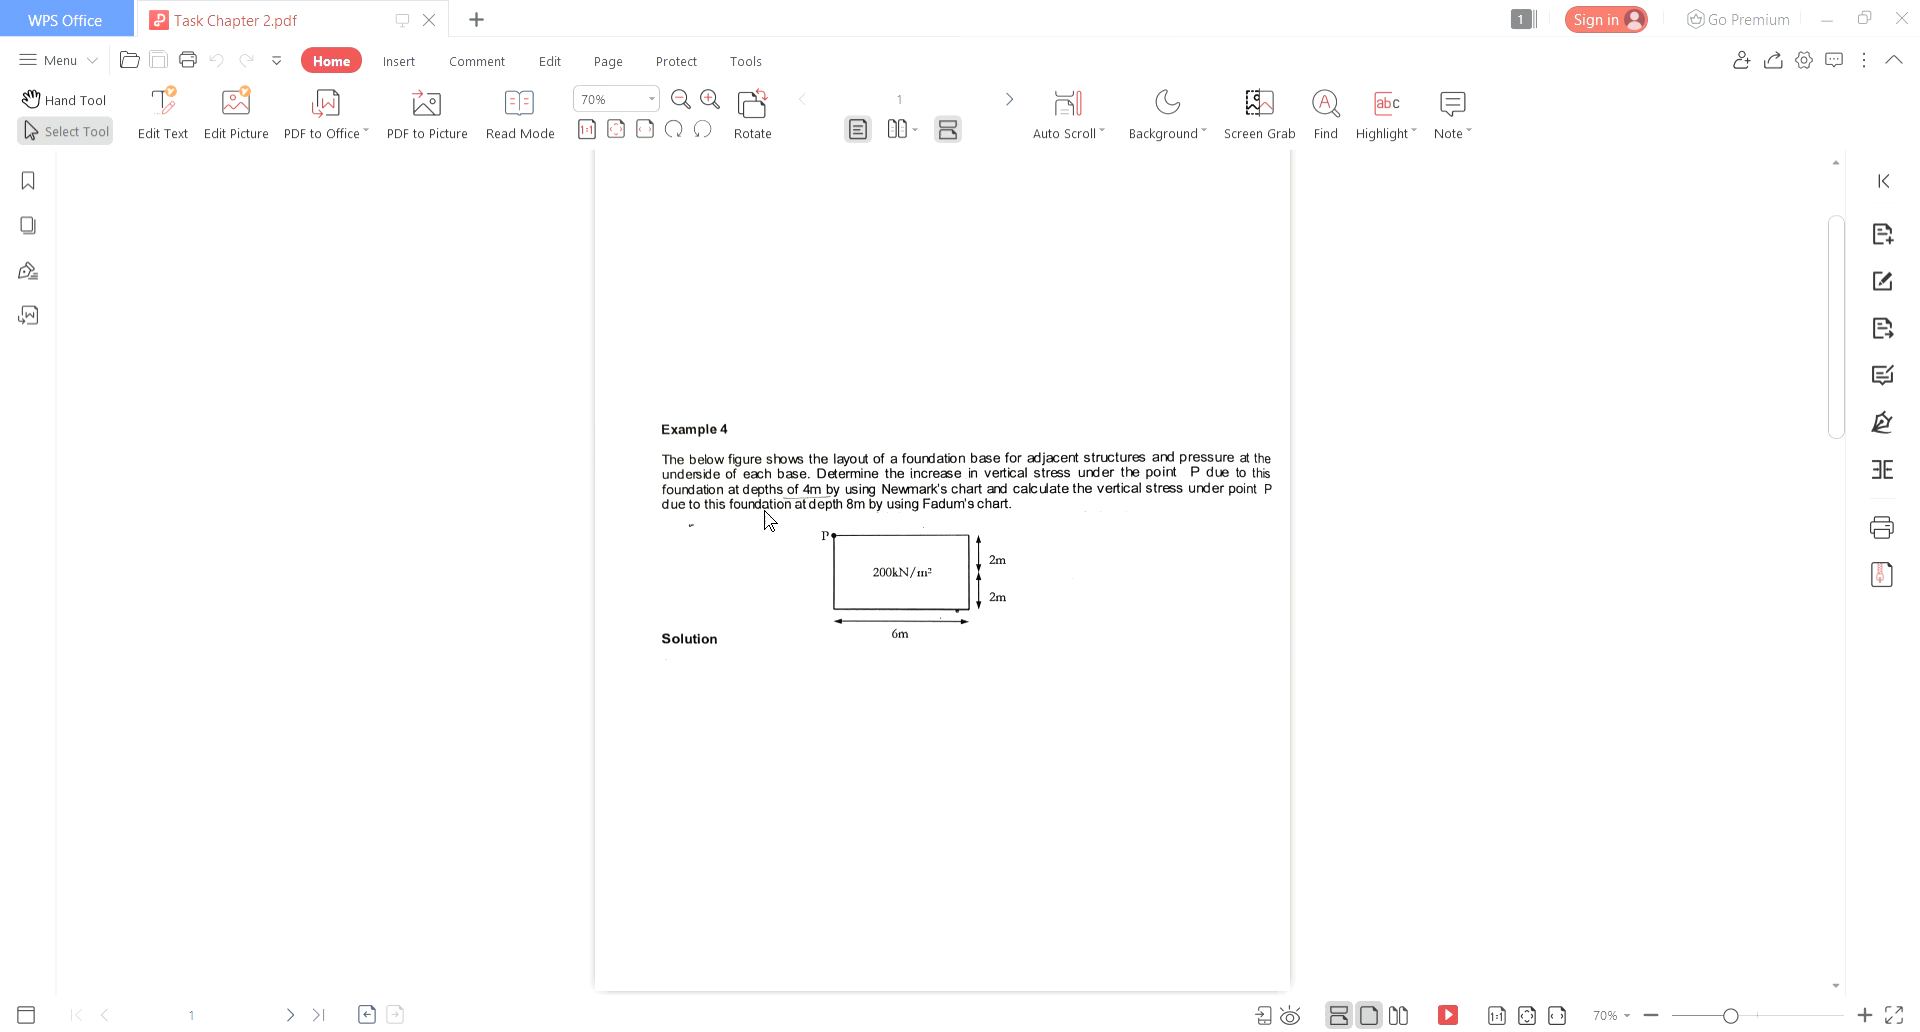 WPS Office
Task Chapter 2.pdf
1
Sign in
Go Premium
Menu
Home
Insert
Comment
Edit
Page
Protect
Tools
Hand Tool
Select Tool
Edit Text
Edit Picture
PDF to Office
PDF to Picture
Read Mode
70%
1:1
Rotate
1
Auto Scroll
Background
Screen Grab
Find
abc
Highlight
Note
Example 4
The below figure shows the layout of a foundation base for adjacent structures and pressure at the
underside of each base. Determine the increase in vertical stress under the point P due to this
foundation at depths of 4m by using Newmark's chart and calculate the vertical stress under point P
due to this foundation at depth 8m by using Fadum's chart.
P
200kN/m²
2m
2m
6m
Solution
1
1:1
70%